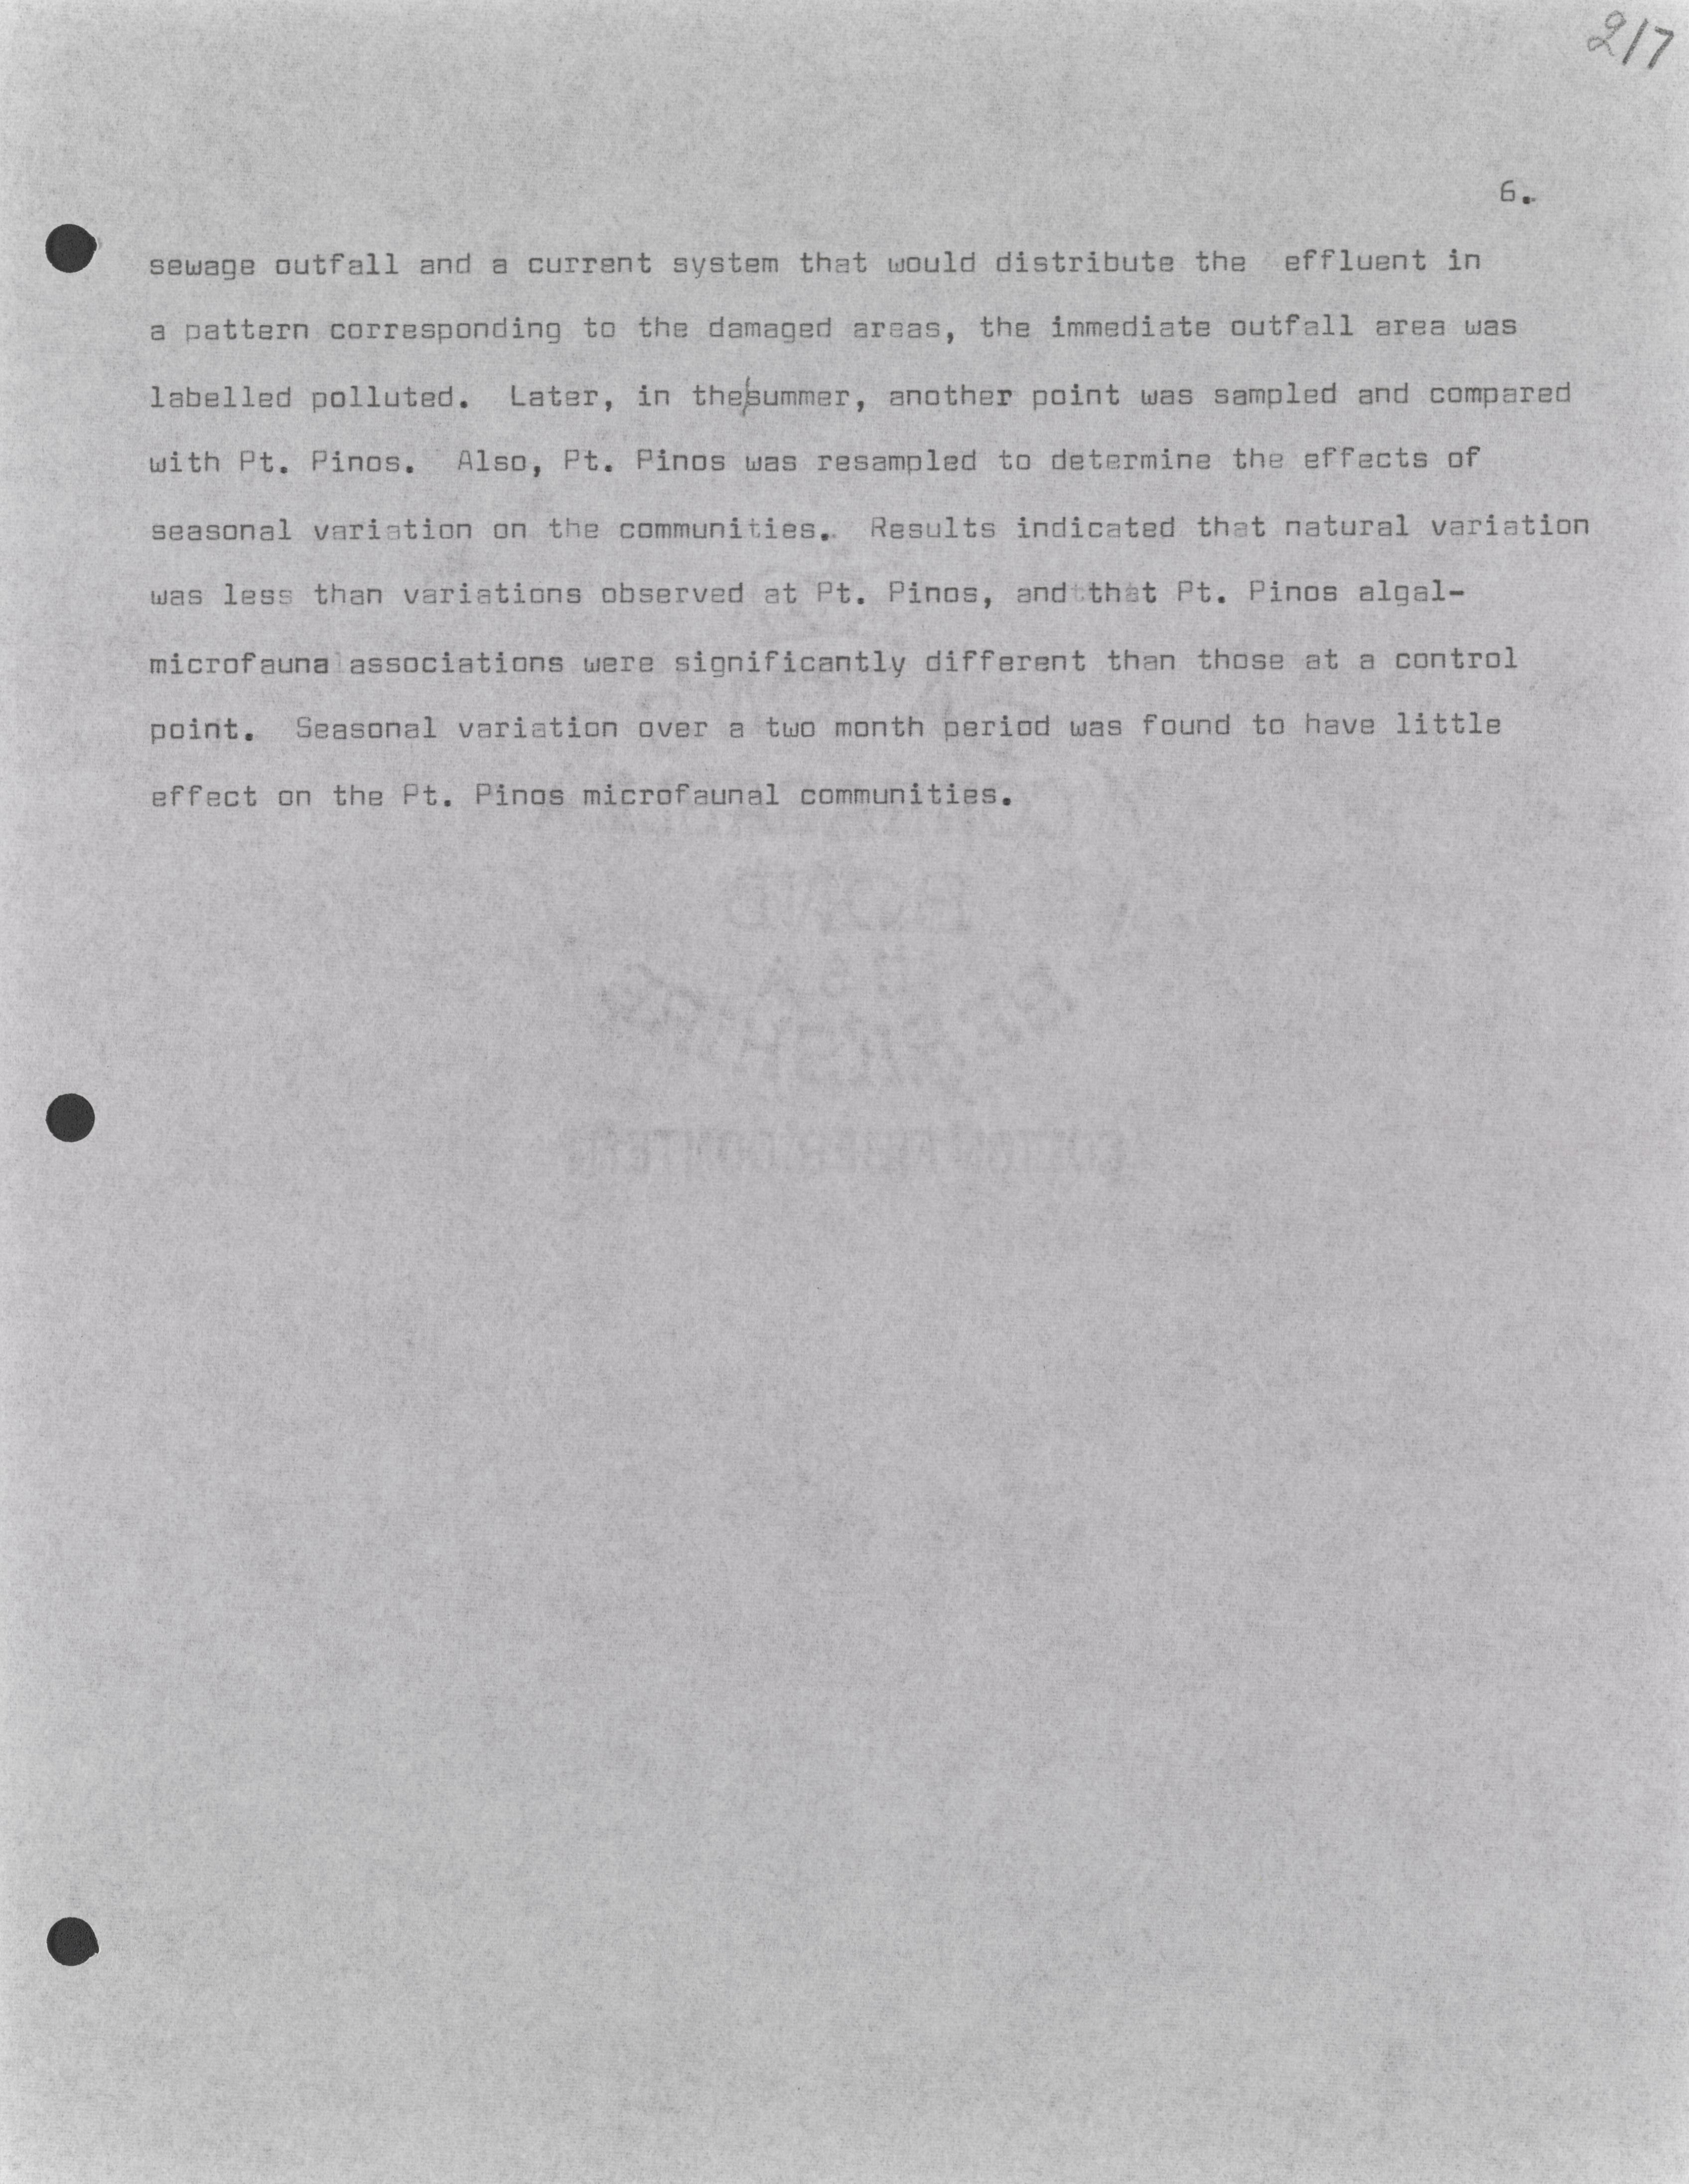 217
6.
sewage outfall and a current system that would distribute the effluent in
a pattern corresponding to the damaged areas, the immediate outfall area was
labelled polluted. Later, in the/summer, another point was sampled and compared
with Pt. Pinos. Also, Pt. Pinos was resampled to determine the effects of
seasonal variation on the communities. Results indicated that natural variation
was less than variations observed at Pt. Pinos, and that Pt. Pinos algal-
microfauna associations were significantly different than those at a control
point. Seasonal variation over a two month period was found to have little
effect on the Pt. Pinos microfaunal communities.
BOND
U S A
BERKSHIRE
COTTON FIBER CONTENT